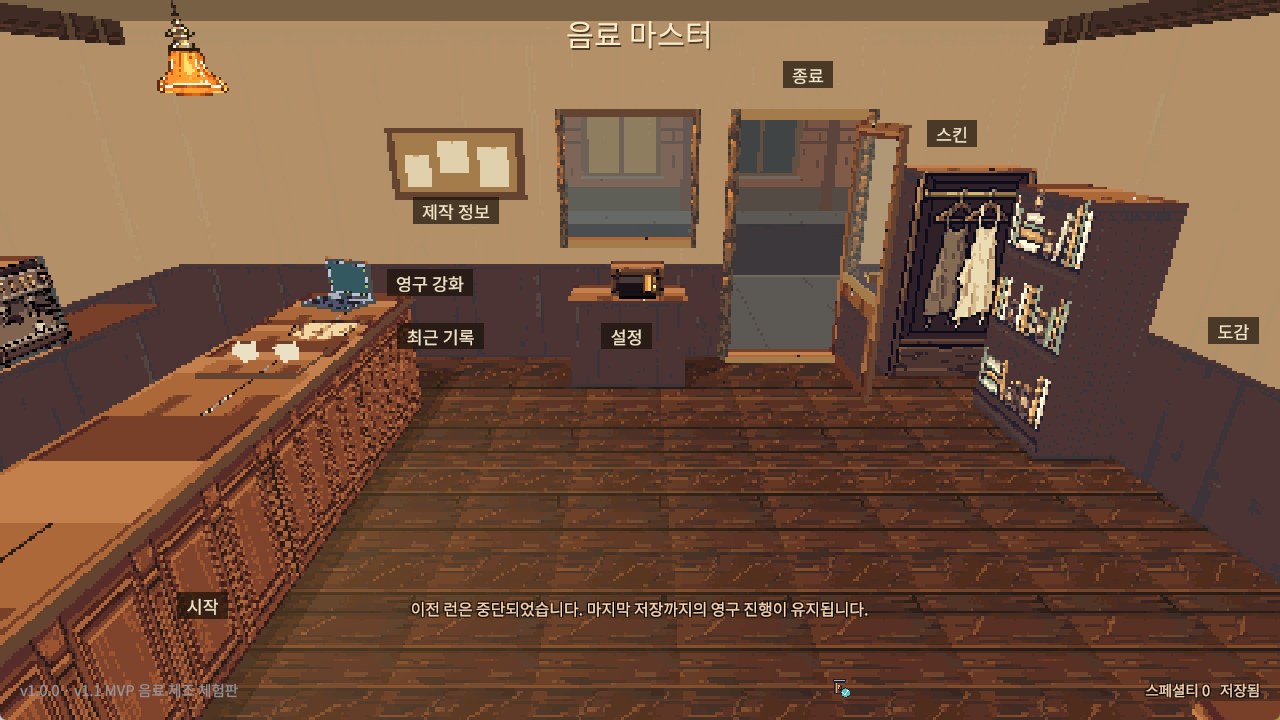 음료 마스터
종료
스킨
제작 정보
영구 강화
최근 기록
설정
도감
시작
이전 런은 중단되었습니다. 마지막 저장까지의 영구 진행이 유지됩니다.
v1.0.0 · v1.1 MVP 음료 제조 체험판
스페셜티 0 저장됨